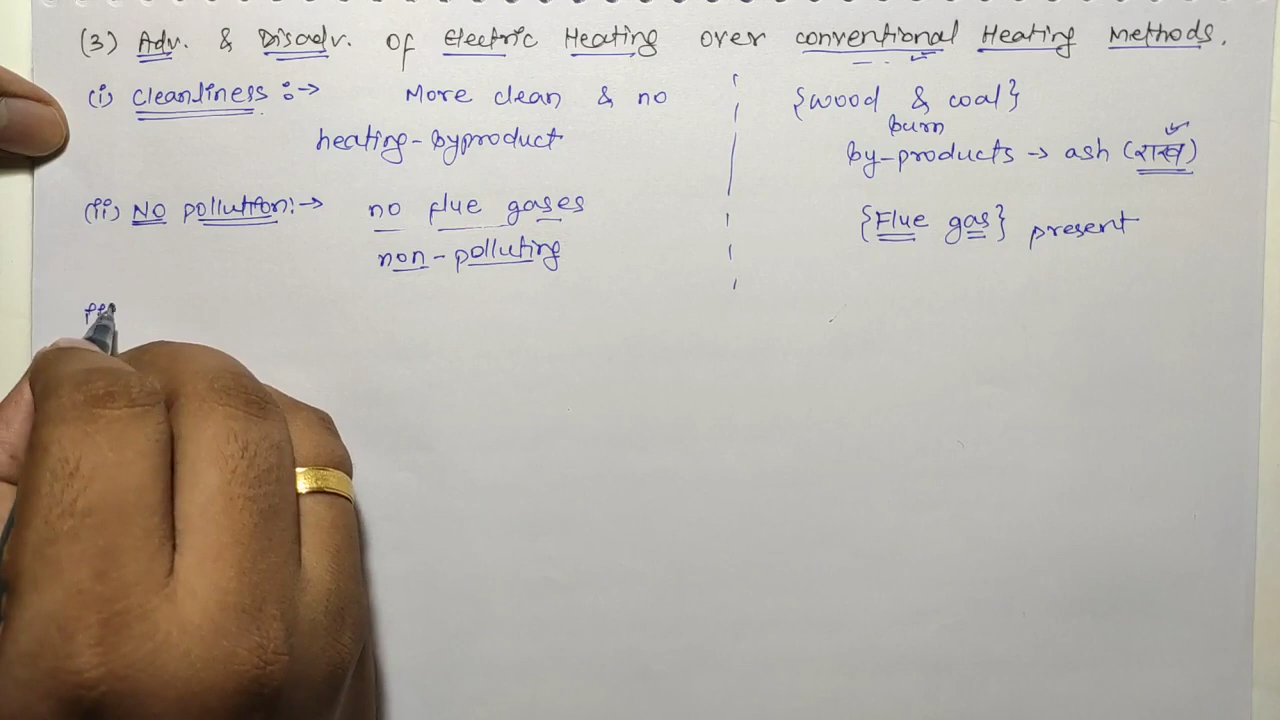 (3) Adv. & Disadv. of Electric Heating over conventional Heating Methods.
(i) Cleanliness :→ More clean & no
heating-byproduct
{wood & coal}
burn
by-products → ash (राख)
(ii) NO pollution:→ no flue gases
non-polluting
{Flue gas} present